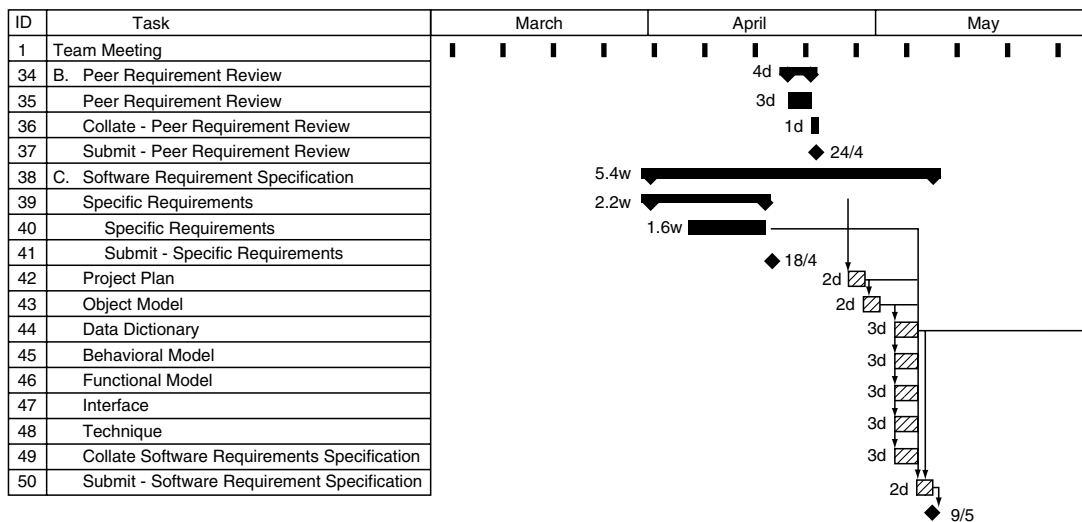 ID Task March April May
1 Team Meeting
34 B. Peer Requirement Review 4d
35 Peer Requirement Review 3d
36 Collate - Peer Requirement Review 1d
37 Submit - Peer Requirement Review 24/4
38 C. Software Requirement Specification 5.4w
39 Specific Requirements 2.2w
40 Specific Requirements 1.6w
41 Submit - Specific Requirements 18/4
42 Project Plan 2d
43 Object Model 2d
44 Data Dictionary 3d
45 Behavioral Model 3d
46 Functional Model 3d
47 Interface 3d
48 Technique 3d
49 Collate Software Requirements Specification
50 Submit - Software Requirement Specification 2d
9/5